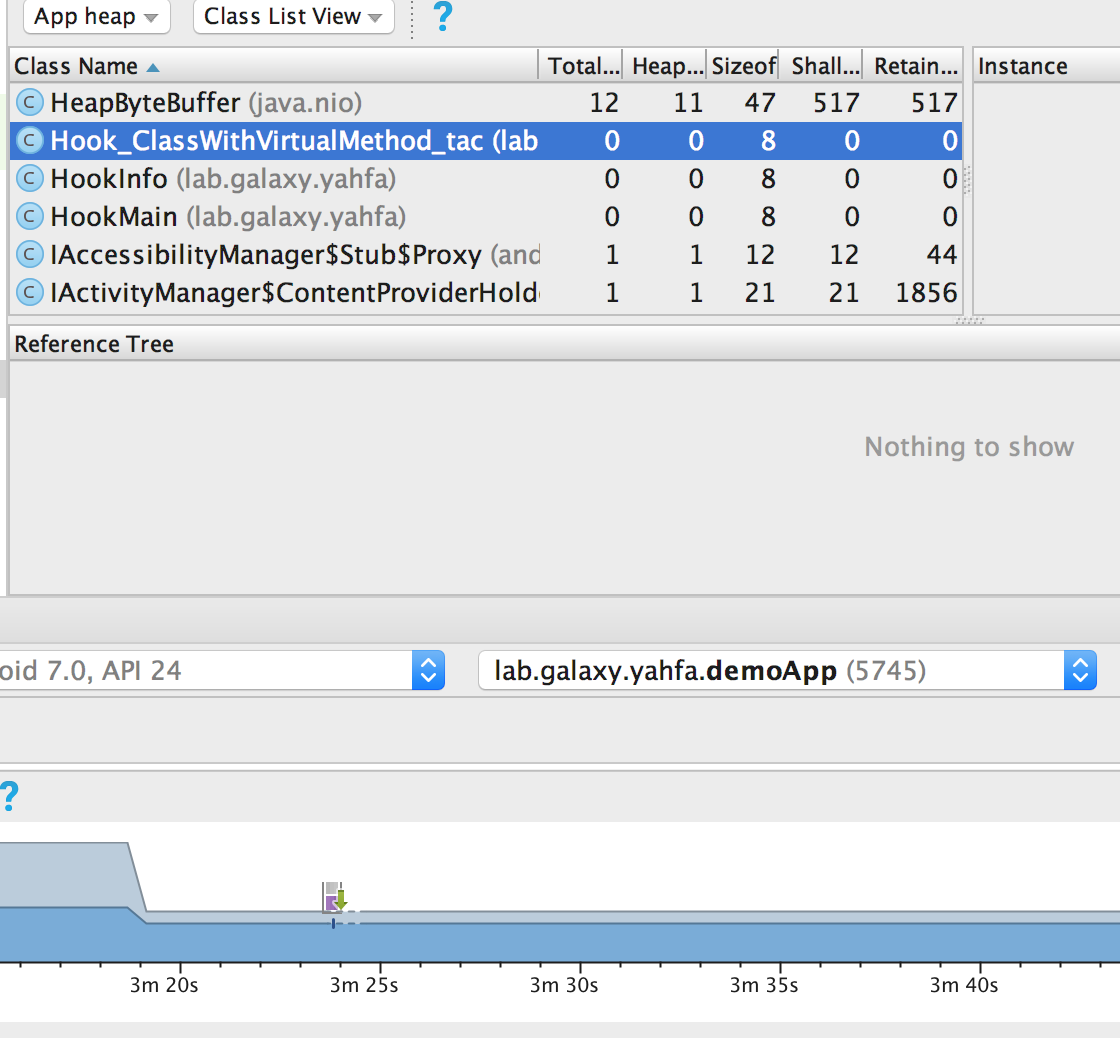 App heap Class List View ?
Class Name Total... Heap... Sizeof Shall... Retain... Instance
C HeapByteBuffer (java.nio) 12 11 47 517 517
C Hook_ClassWithVirtualMethod_tac (lab 0 0 8 0 0
C HookInfo (lab.galaxy.yahfa) 0 0 8 0 0
C HookMain (lab.galaxy.yahfa) 0 0 8 0 0
C IAccessibilityManager$Stub$Proxy (and 1 1 12 12 44
C IActivityManager$ContentProviderHold 1 1 21 21 1856
Reference Tree
Nothing to show
oid 7.0, API 24 lab.galaxy.yahfa.demoApp (5745)
?
3m 20s 3m 25s 3m 30s 3m 35s 3m 40s